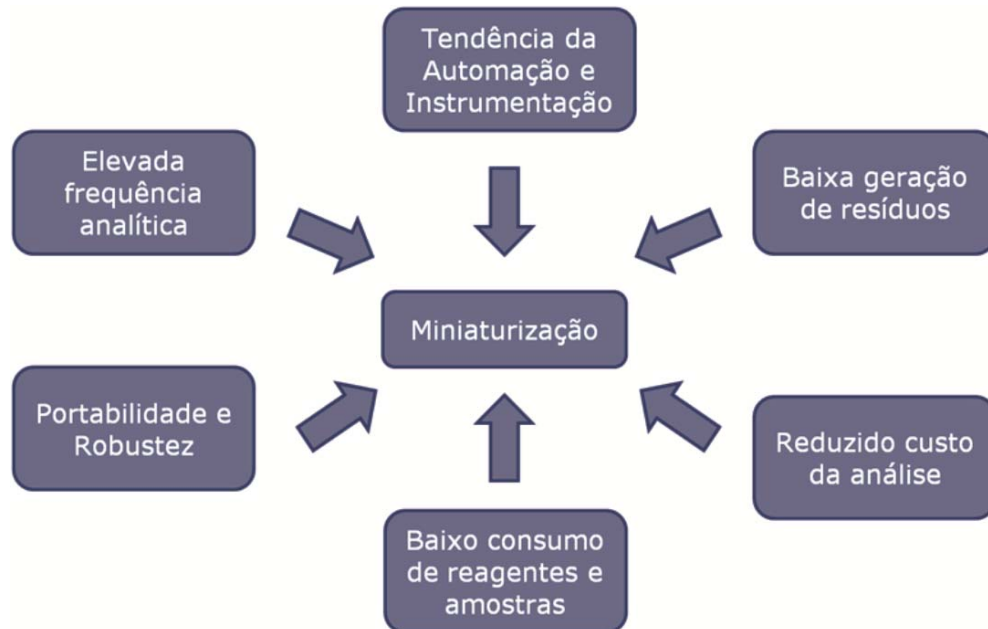 Tendência da
Automação e
Instrumentação
Elevada
frequência
analítica
Baixa geração
de resíduos
Miniaturização
Portabilidade e
Robustez
Reduzido custo
da análise
Baixo consumo
de reagentes e
amostras